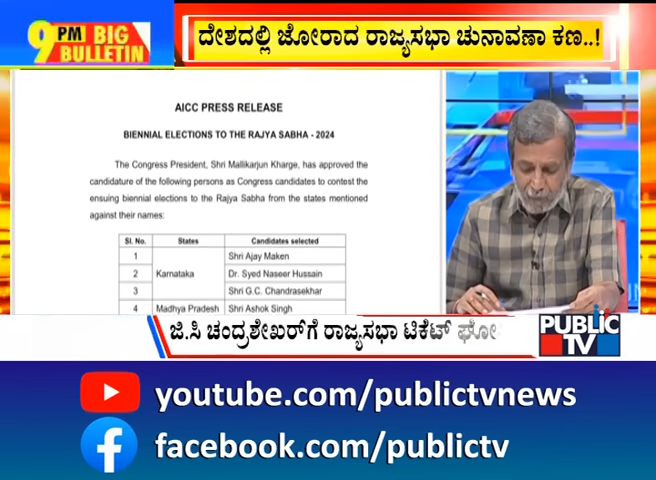 9 PM BIG BULLETIN
ದೇಶದಲ್ಲಿ ಜೋರಾದ ರಾಜ್ಯಸಭಾ ಚುನಾವಣಾ ಕಣ..!
AICC PRESS RELEASE
BIENNIAL ELECTIONS TO THE RAJYA SABHA - 2024
The Congress President, Shri Mallikarjun Kharge, has approved the
candidature of the following persons as Congress candidates to contest the
ensuing biennial elections to the Rajya Sabha from the states mentioned
against their names:
Sl. No. States Candidates selected
1 Shri Ajay Maken
2 Karnataka Dr. Syed Naseer Hussain
3 Shri G.C. Chandrasekhar
4 Madhya Pradesh Shri Ashok Singh
ಜಿ.ಸಿ ಚಂದ್ರಶೇಖರ್‌ಗೆ ರಾಜ್ಯಸಭಾ ಟಿಕೆಟ್
PUBLiC TV
youtube.com/publictvnews
facebook.com/publictv